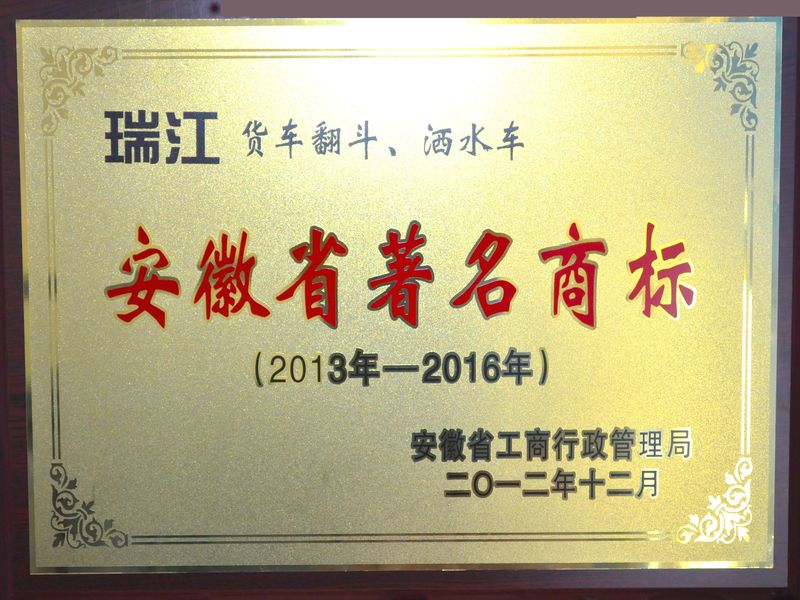 瑞江 货车翻斗、洒水车
安徽省著名商标
(2013年—2016年)
安徽省工商行政管理局
二〇一二年十二月